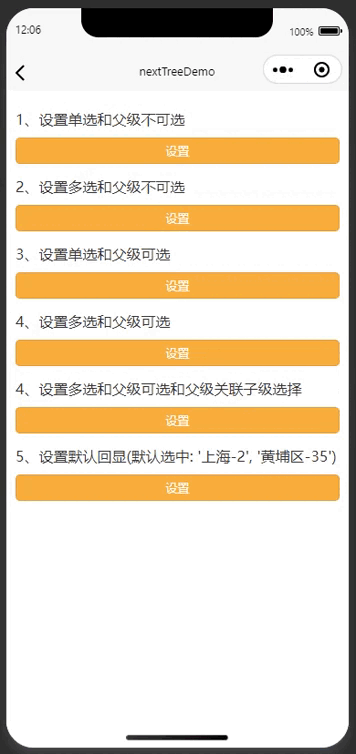 12:06
100%
nextTreeDemo
1、设置单选和父级不可选
设置
2、设置多选和父级不可选
设置
3、设置单选和父级可选
设置
4、设置多选和父级可选
设置
4、设置多选和父级可选和父级关联子级选择
设置
5、设置默认回显(默认选中: '上海-2', '黄埔区-35')
设置